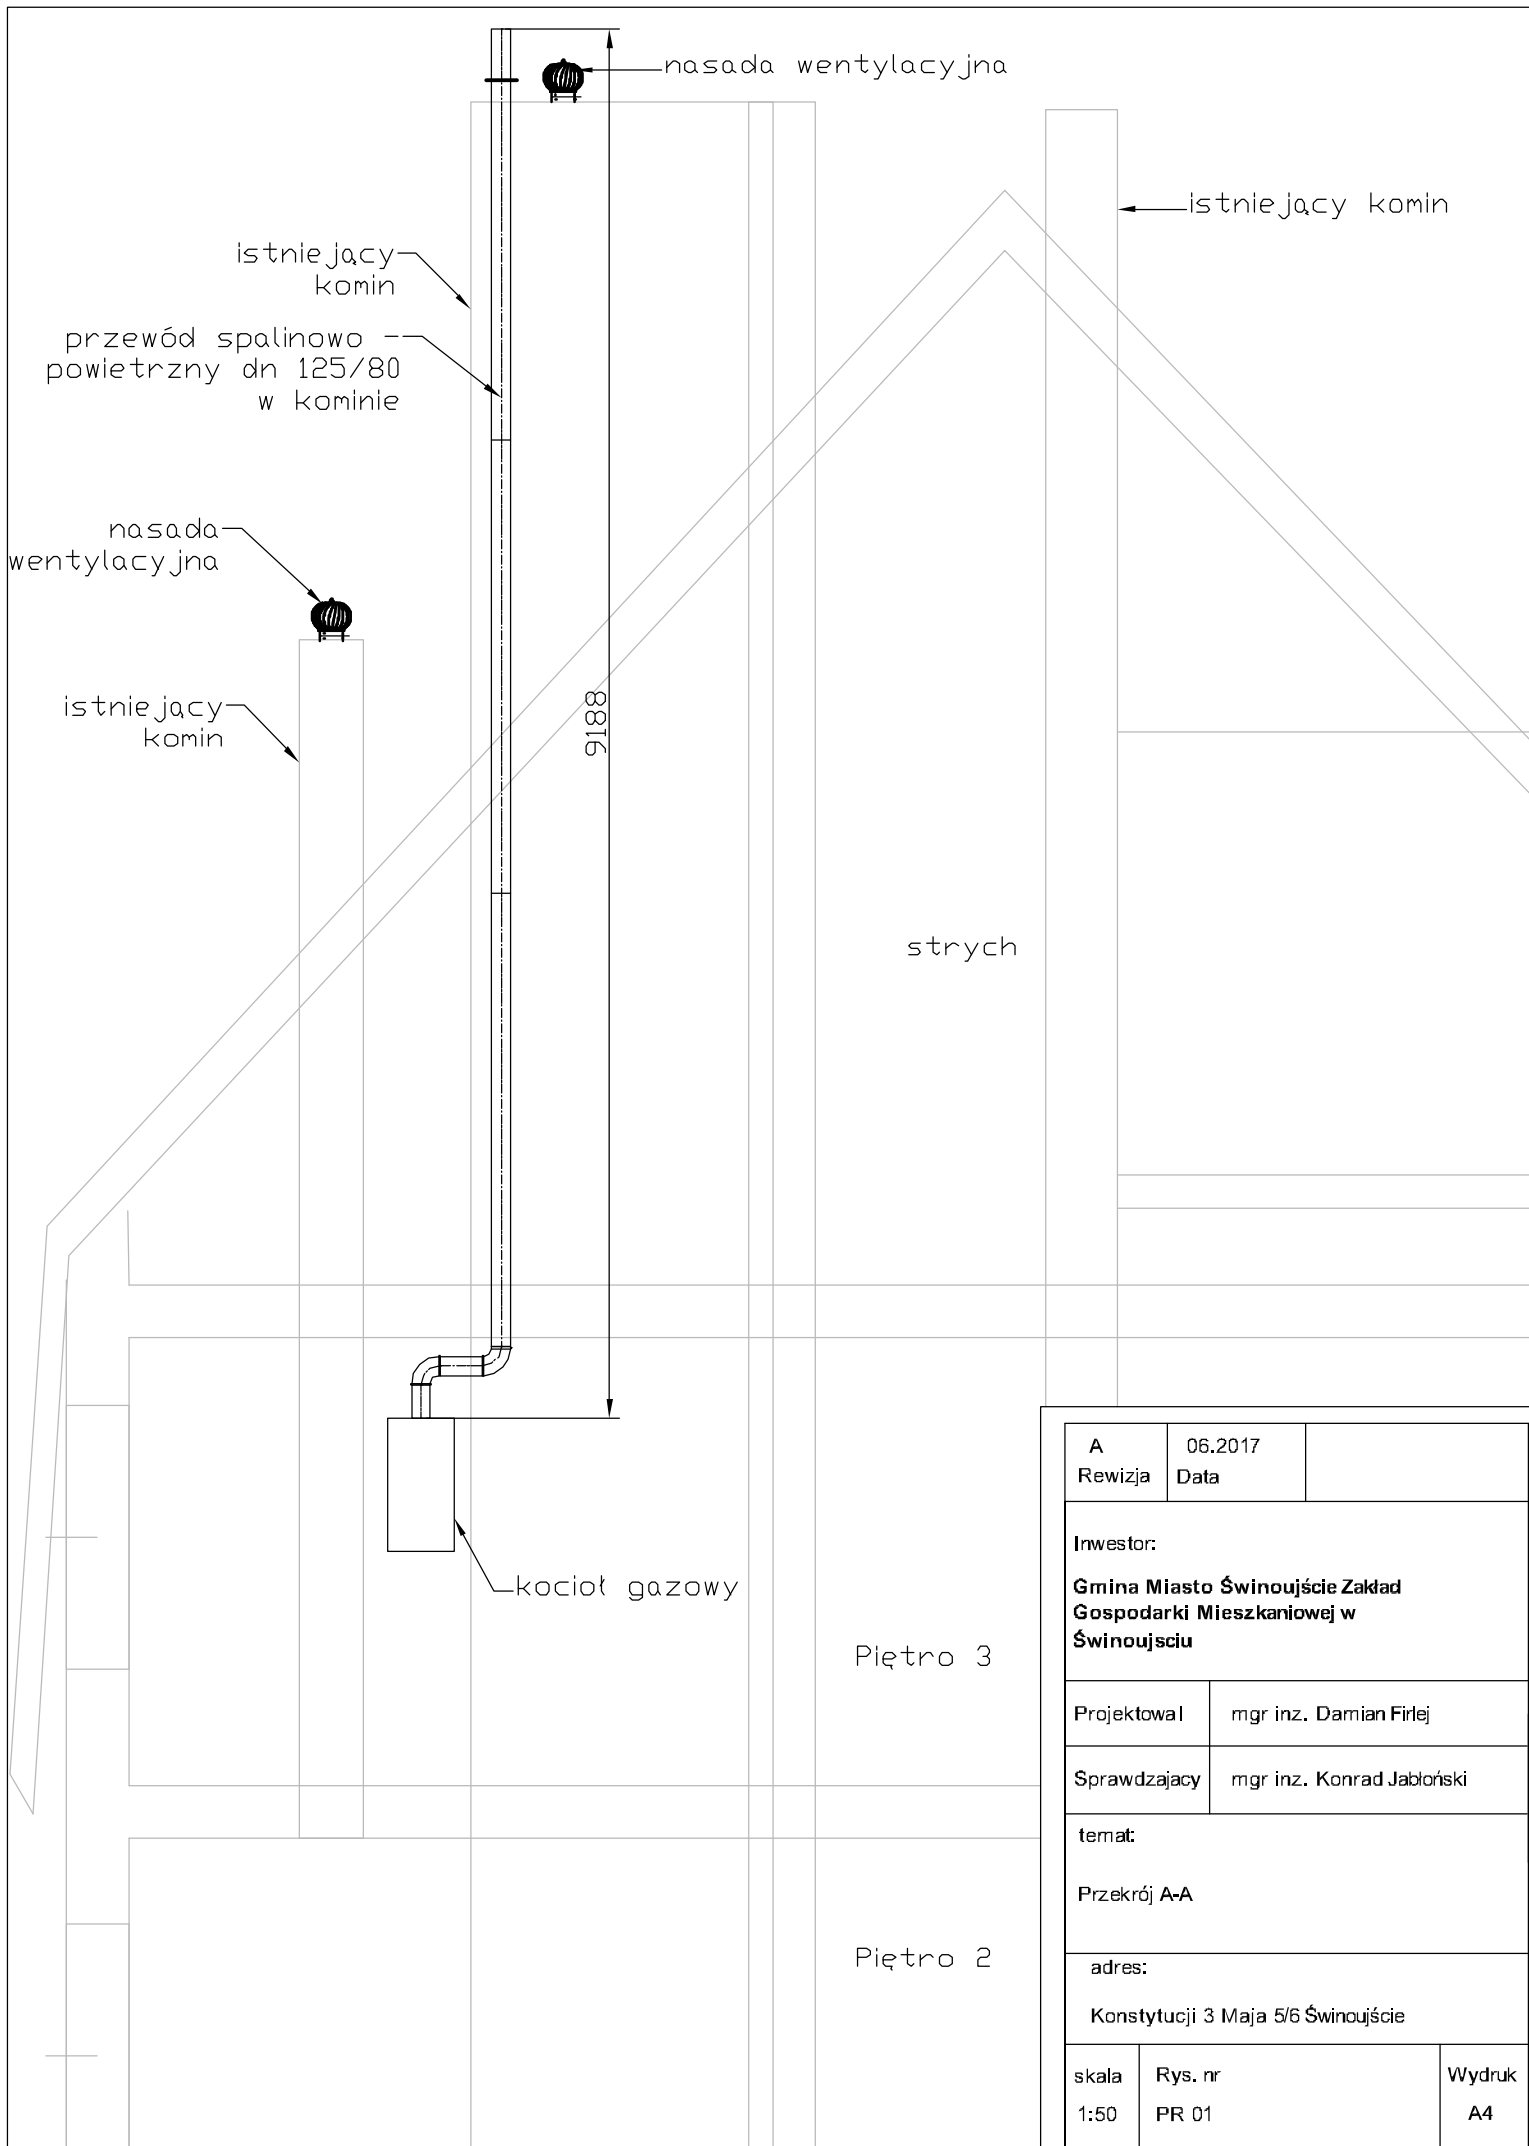 nasada wentylacyjna
istniejący komin
istniejący
komin
przewód spalinowo -
powietrzny dn 125/80
w kominie
nasada
wentylacyjna
istniejący
komin
9188
strych
kocioł gazowy
Piętro 3
Piętro 2
A
Rewizja
06.2017
Data
Inwestor:
Gmina Miasto Świnoujście Zakład
Gospodarki Mieszkaniowej w
Świnoujsciu
Projektowal
mgr inz. Damian Firlej
Sprawdzajacy
mgr inz. Konrad Jabłoński
temat:
Przekrój A-A
adres:
Konstytucji 3 Maja 5/6 Świnoujście
skala
1:50
Rys. nr
PR 01
Wydruk
A4